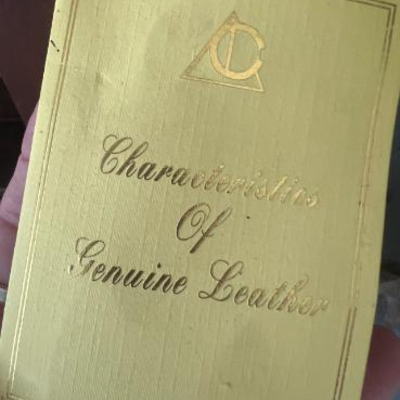 Characteristics
Of
Genuine Leather